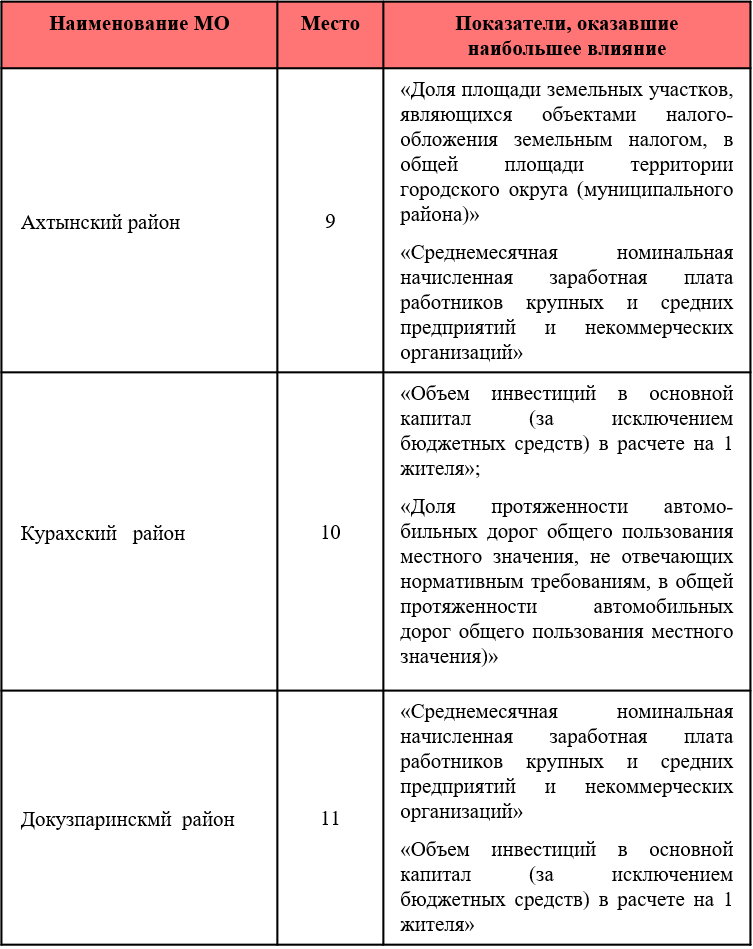 Наименование МО
Место
Показатели, оказавшие
наибольшее влияние
Ахтынский район
9
«Доля площади земельных участков,
являющихся объектами налого-
обложения земельным налогом, в
общей площади территории
городского округа (муниципального
района)»
«Среднемесячная номинальная
начисленная заработная плата
работников крупных и средних
предприятий и некоммерческих
организаций»
Курахский район
10
«Объем инвестиций в основной
капитал (за исключением
бюджетных средств) в расчете на 1
жителя»;
«Доля протяженности автомо-
бильных дорог общего пользования
местного значения, не отвечающих
нормативным требованиям, в общей
протяженности автомобильных
дорог общего пользования местного
значения)»
Докузпаринскмй район
11
«Среднемесячная номинальная
начисленная заработная плата
работников крупных и средних
предприятий и некоммерческих
организаций»
«Объем инвестиций в основной
капитал (за исключением
бюджетных средств) в расчете на 1
жителя»